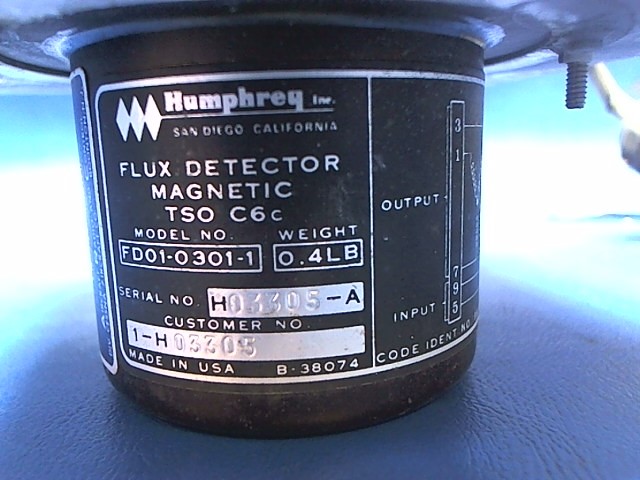 Humphrey Inc.
SAN DIEGO CALIFORNIA
FLUX DETECTOR
MAGNETIC
TSO C6c
MODEL NO. WEIGHT
FD01-0301-1 0.4LB
SERIAL NO. H03305-A
CUSTOMER NO.
1-H03305
MADE IN USA B-38074
3
1
OUTPUT
7
9
INPUT
5
CODE IDENT NO.